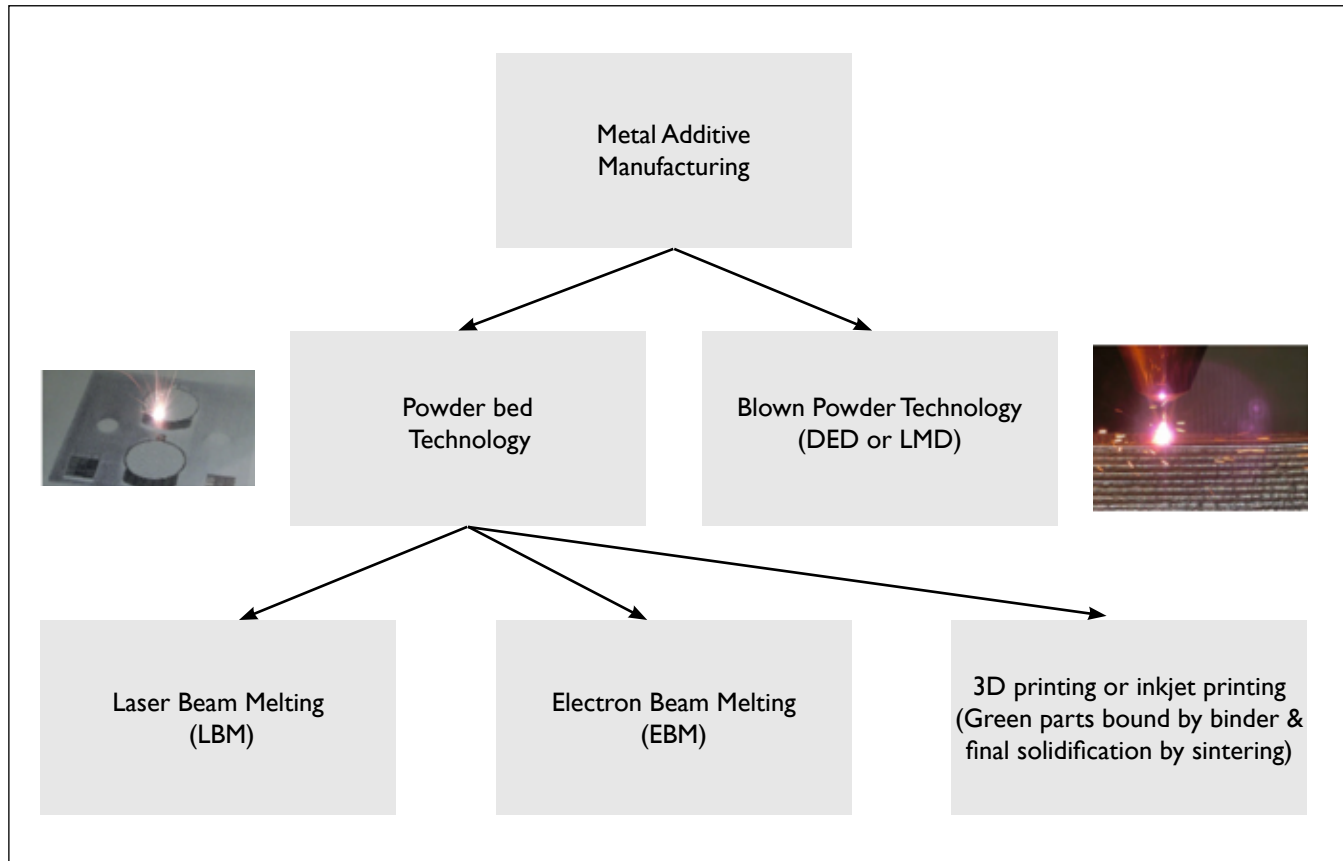 Metal Additive
Manufacturing
Powder bed
Technology
Blown Powder Technology
(DED or LMD)
Laser Beam Melting
(LBM)
Electron Beam Melting
(EBM)
3D printing or inkjet printing
(Green parts bound by binder &
final solidification by sintering)